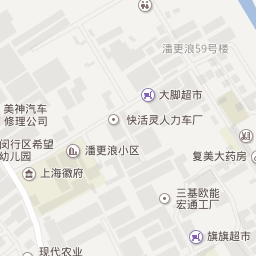 潘更浪59号楼
大脚超市
美神汽车
修理公司
快活灵人力车厂
闵行区希望
幼儿园
潘更浪小区
复美大药房
上海徽府
三基欧能
宏通工厂
旗旗超市
现代农业